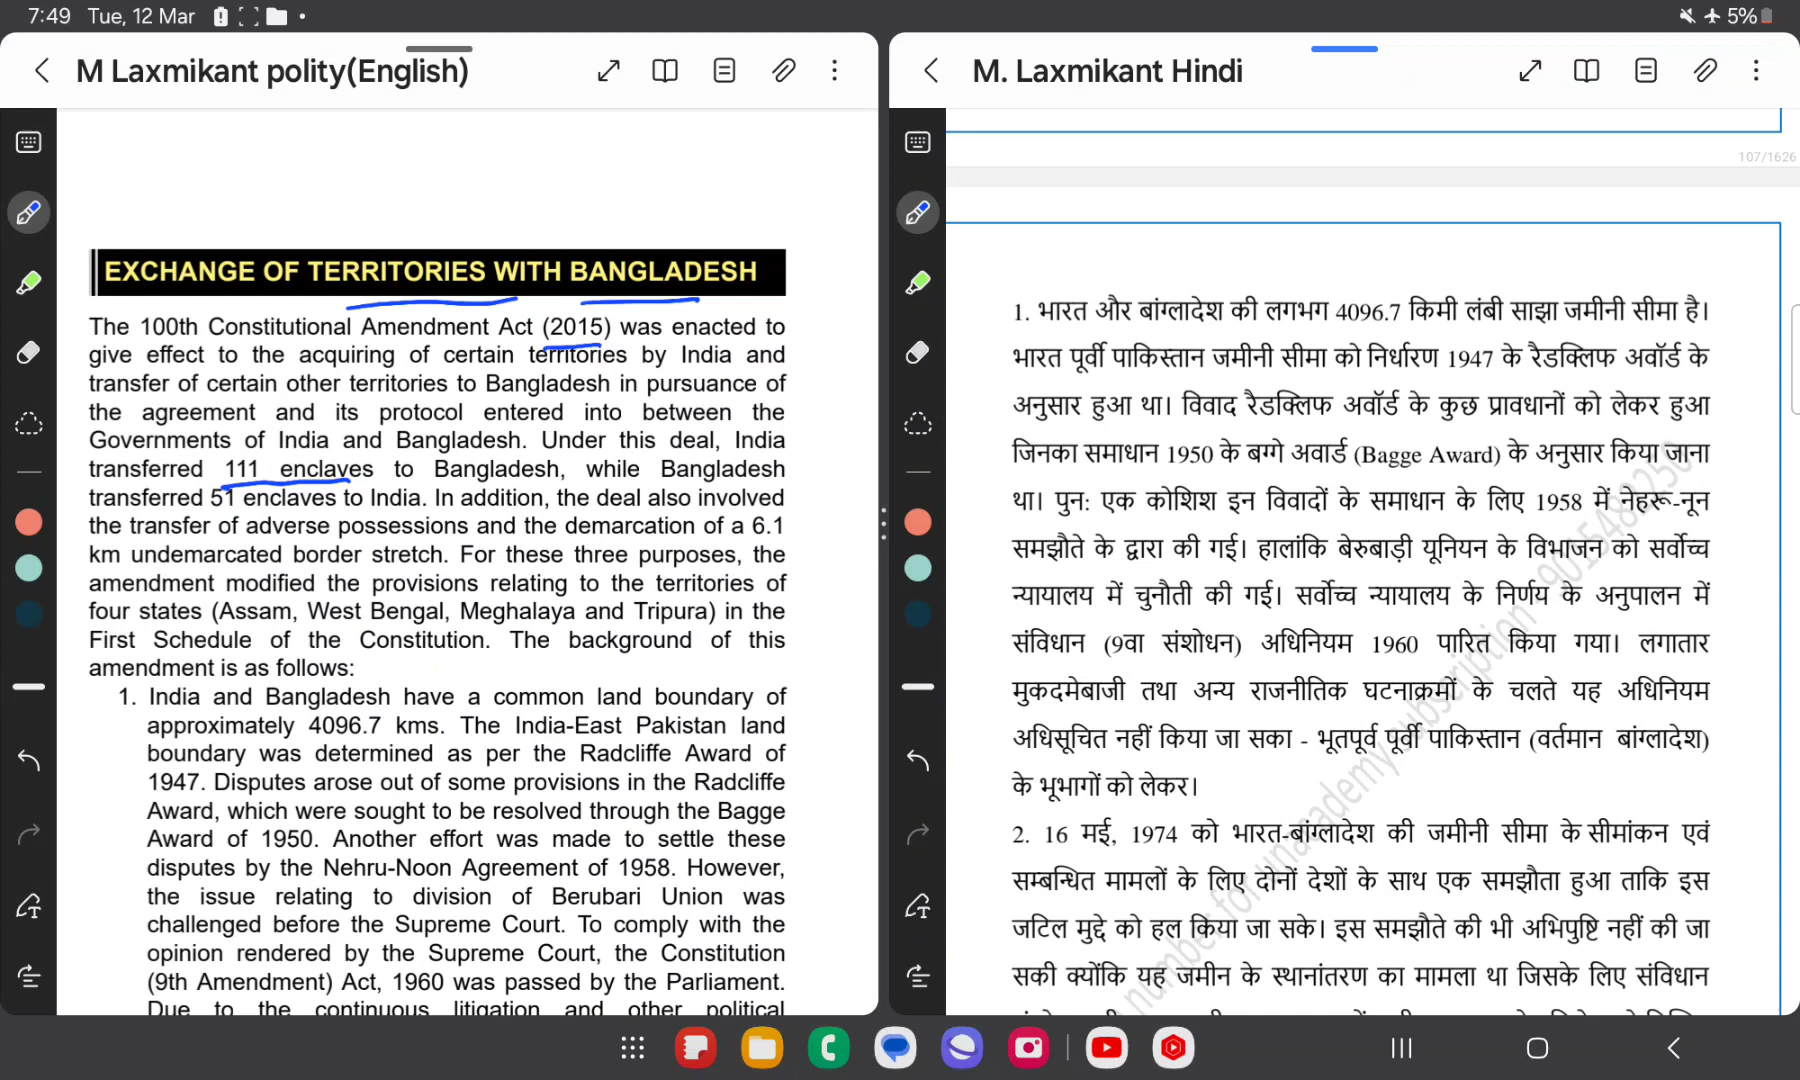 7:49 Tue, 12 Mar
5%
M Laxmikant polity(English)
EXCHANGE OF TERRITORIES WITH BANGLADESH
The 100th Constitutional Amendment Act (2015) was enacted to
give effect to the acquiring of certain territories by India and
transfer of certain other territories to Bangladesh in pursuance of
the agreement and its protocol entered into between the
Governments of India and Bangladesh. Under this deal, India
transferred 111 enclaves to Bangladesh, while Bangladesh
transferred 51 enclaves to India. In addition, the deal also involved
the transfer of adverse possessions and the demarcation of a 6.1
km undemarcated border stretch. For these three purposes, the
amendment modified the provisions relating to the territories of
four states (Assam, West Bengal, Meghalaya and Tripura) in the
First Schedule of the Constitution. The background of this
amendment is as follows:
1. India and Bangladesh have a common land boundary of
approximately 4096.7 kms. The India-East Pakistan land
boundary was determined as per the Radcliffe Award of
1947. Disputes arose out of some provisions in the Radcliffe
Award, which were sought to be resolved through the Bagge
Award of 1950. Another effort was made to settle these
disputes by the Nehru-Noon Agreement of 1958. However,
the issue relating to division of Berubari Union was
challenged before the Supreme Court. To comply with the
opinion rendered by the Supreme Court, the Constitution
(9th Amendment) Act, 1960 was passed by the Parliament.
Due to the continuous litigation and other political
M. Laxmikant Hindi
107/1626
1. भारत और बांग्लादेश की लगभग 4096.7 किमी लंबी साझा जमीनी सीमा है।
भारत पूर्वी पाकिस्तान जमीनी सीमा को निर्धारण 1947 के रैडक्लिफ अवॉर्ड के
अनुसार हुआ था। विवाद रैडक्लिफ अवॉर्ड के कुछ प्रावधानों को लेकर हुआ
जिनका समाधान 1950 के बग्गे अवार्ड (Bagge Award) के अनुसार किया जाना
था। पुन: एक कोशिश इन विवादों के समाधान के लिए 1958 में नेहरू-नून
समझौते के द्वारा की गई। हालांकि बेरुबाड़ी यूनियन के विभाजन को सर्वोच्च
न्यायालय में चुनौती की गई। सर्वोच्च न्यायालय के निर्णय के अनुपालन में
संविधान (9वा संशोधन) अधिनियम 1960 पारित किया गया। लगातार
मुकदमेबाजी तथा अन्य राजनीतिक घटनाक्रमों के चलते यह अधिनियम
अधिसूचित नहीं किया जा सका - भूतपूर्व पूर्वी पाकिस्तान (वर्तमान बांग्लादेश)
के भूभागों को लेकर।
2. 16 मई, 1974 को भारत-बांग्लादेश की जमीनी सीमा के सीमांकन एवं
सम्बन्धित मामलों के लिए दोनों देशों के साथ एक समझौता हुआ ताकि इस
जटिल मुद्दे को हल किया जा सके। इस समझौते की भी अभिपुष्टि नहीं की जा
सकी क्योंकि यह जमीन के स्थानांतरण का मामला था जिसके लिए संविधान
number for unacademy subscription